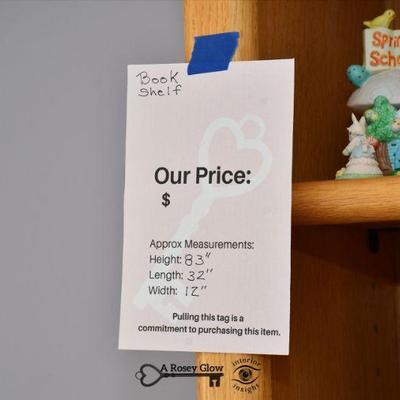 Book
Shelf
Our Price:
$
Approx Measurements:
Height: 83"
Length: 32"
Width: 12"
Pulling this tag is a
commitment to purchasing this item.
A Rosey Glow
interior
insight